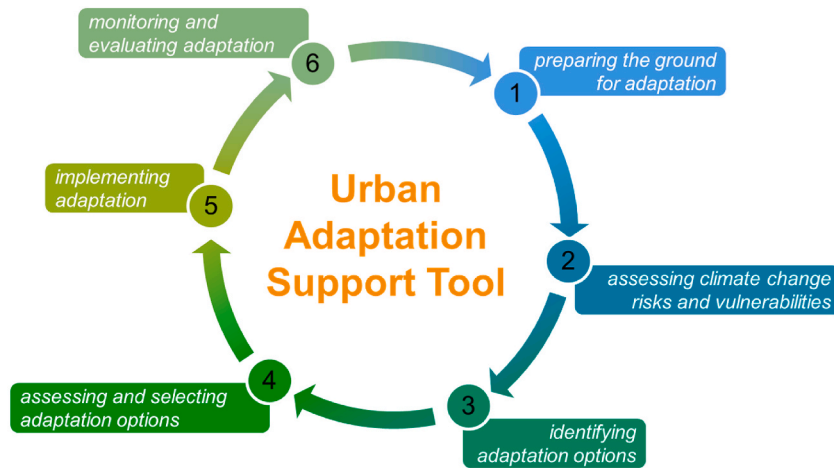 Urban
Adaptation
Support Tool
1
preparing the ground
for adaptation
2
assessing climate change
risks and vulnerabilities
3
identifying
adaptation options
4
assessing and selecting
adaptation options
5
implementing
adaptation
6
monitoring and
evaluating adaptation